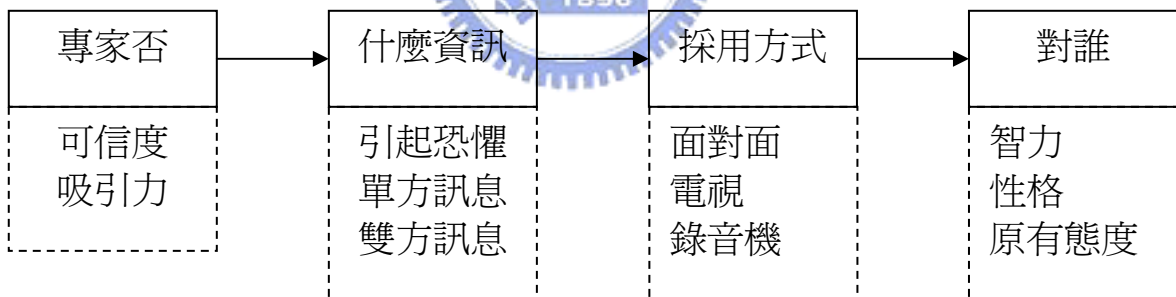 1896
專家否
什麼資訊
採用方式
對誰
可信度
吸引力
引起恐懼
單方訊息
雙方訊息
面對面
電視
錄音機
智力
性格
原有態度